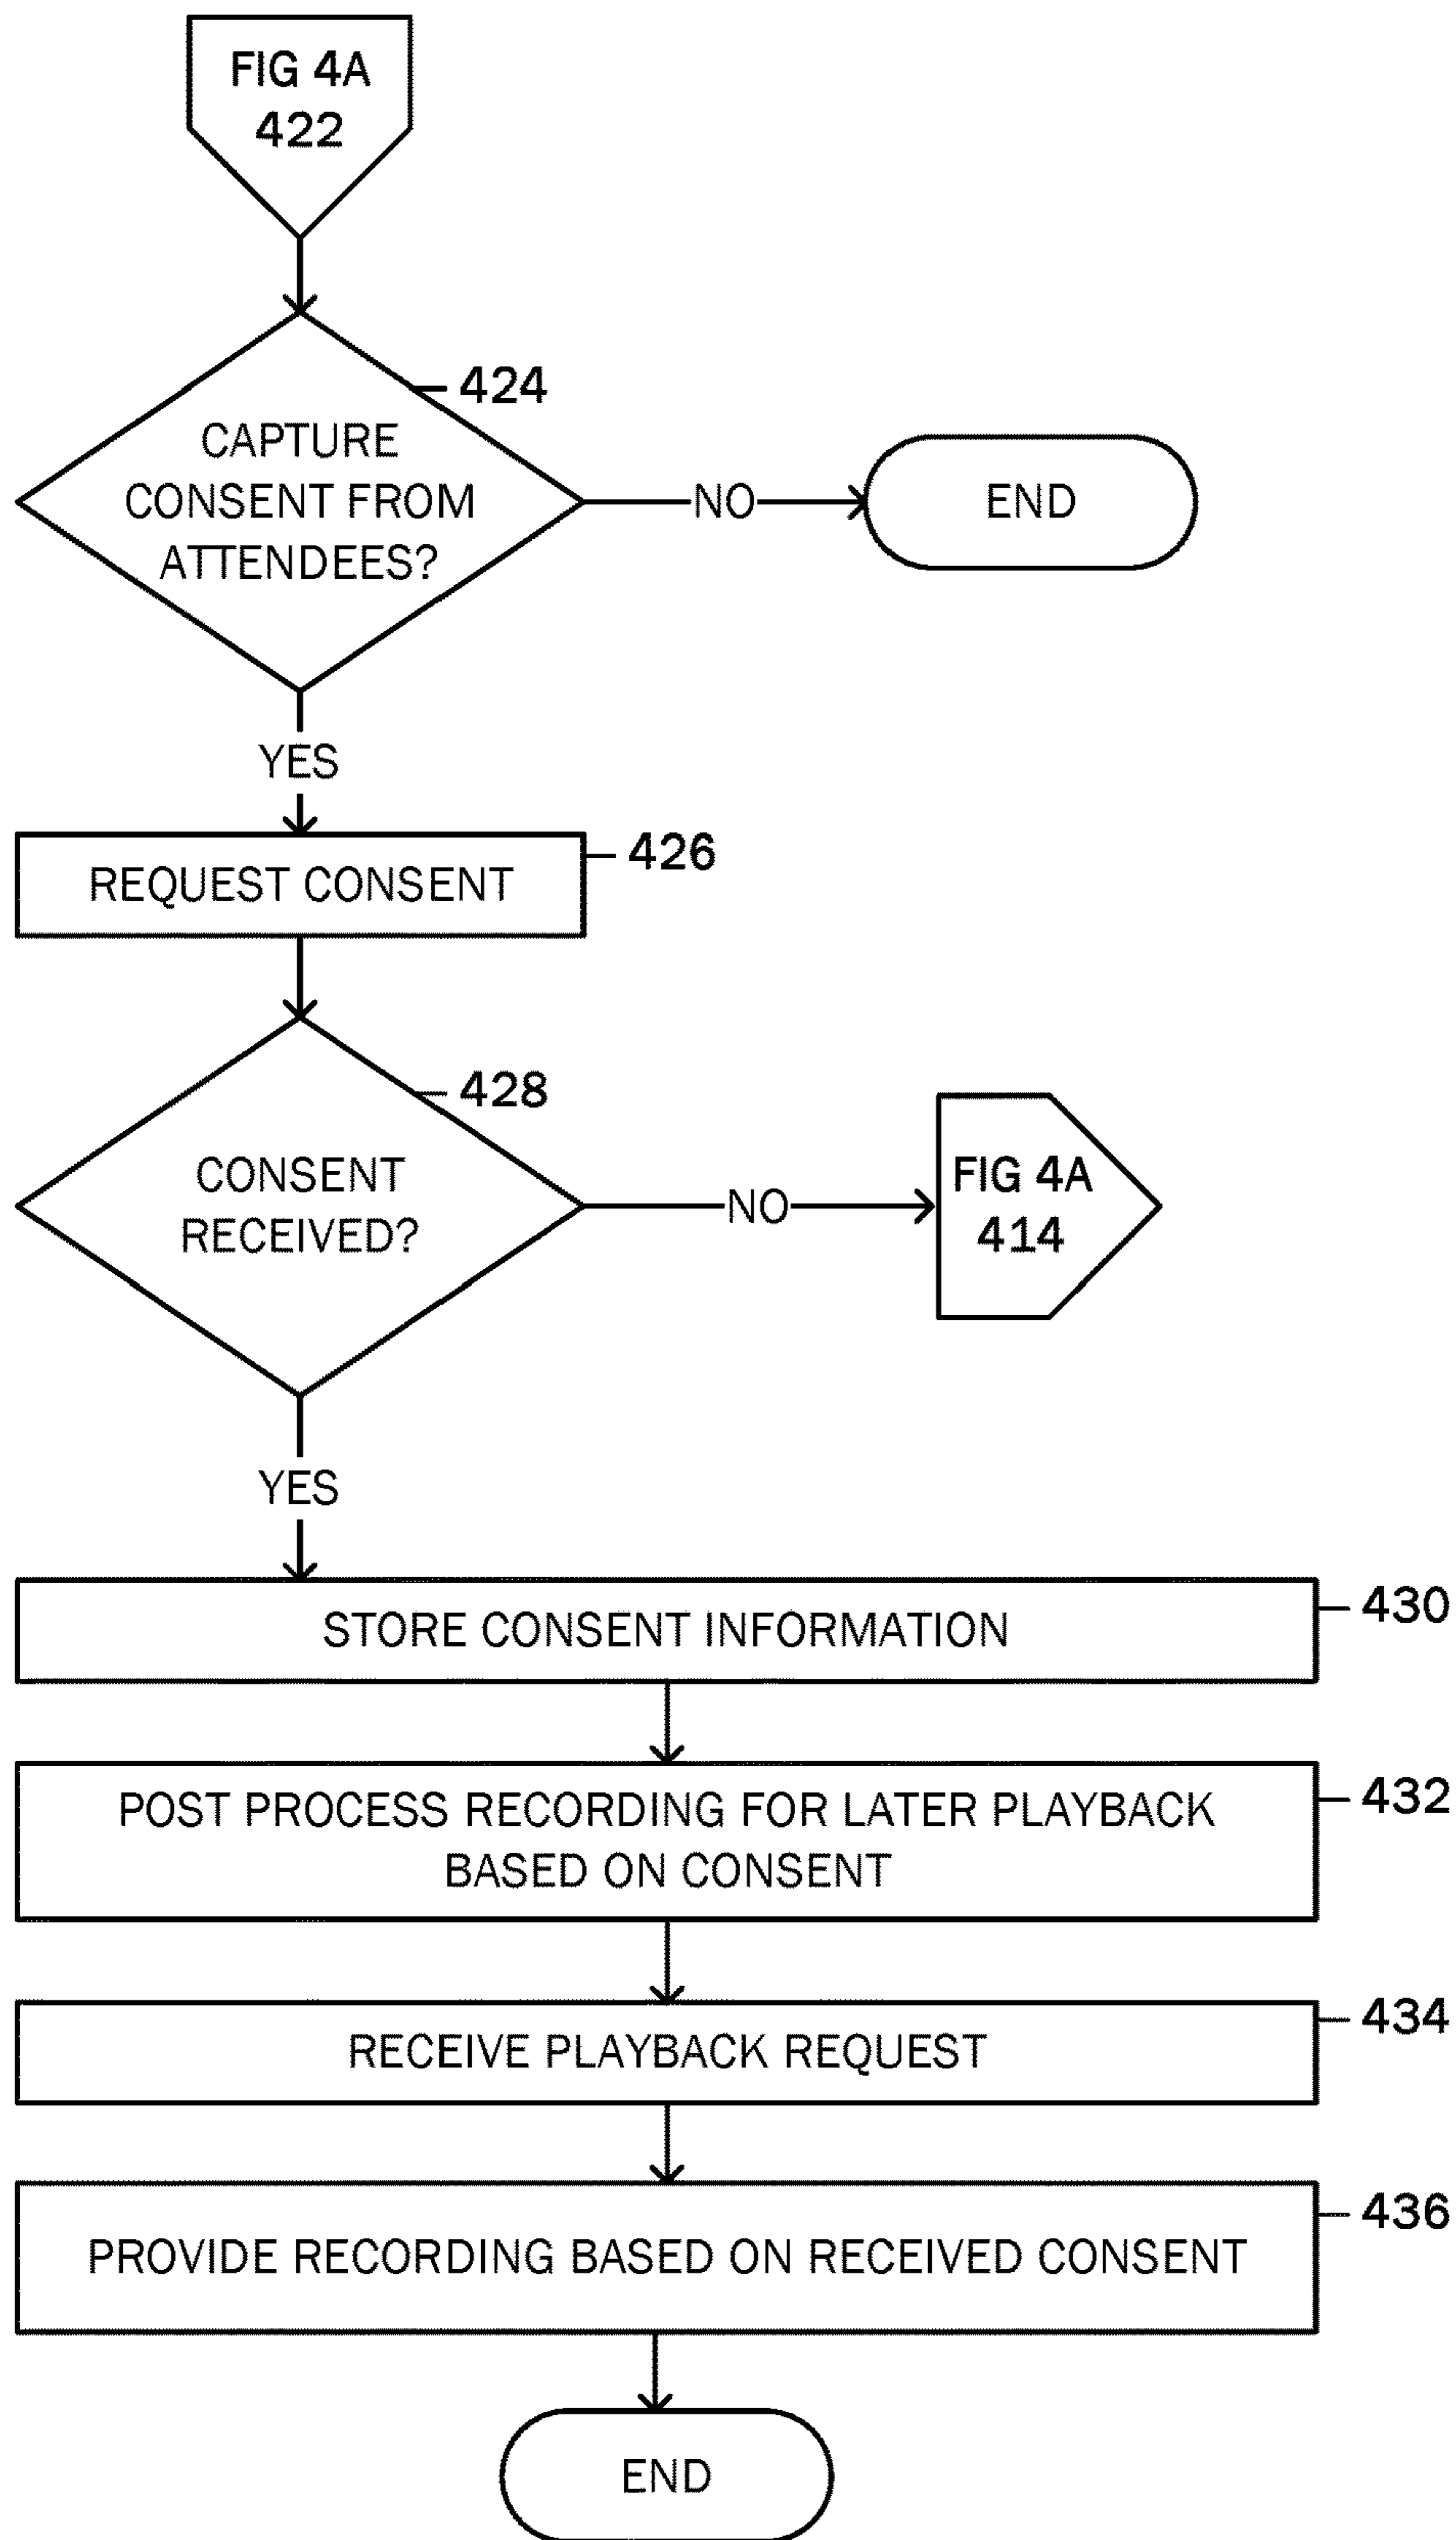 FIG 4A
422
424
CAPTURE
CONSENT FROM
ATTENDEES?
NO
END
YES
426
REQUEST CONSENT
428
CONSENT
RECEIVED?
NO
FIG 4A
414
YES
430
STORE CONSENT INFORMATION
432
POST PROCESS RECORDING FOR LATER PLAYBACK
BASED ON CONSENT
434
RECEIVE PLAYBACK REQUEST
436
PROVIDE RECORDING BASED ON RECEIVED CONSENT
END